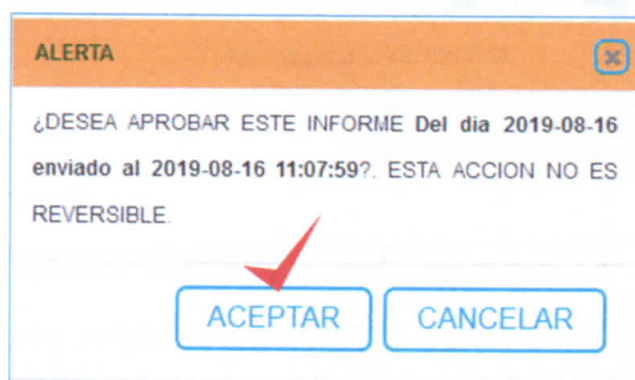 ALERTA
¿DESEA APROBAR ESTE INFORME Del dia 2019-08-16
enviado al 2019-08-16 11:07:59?. ESTA ACCION NO ES
REVERSIBLE.
ACEPTAR CANCELAR